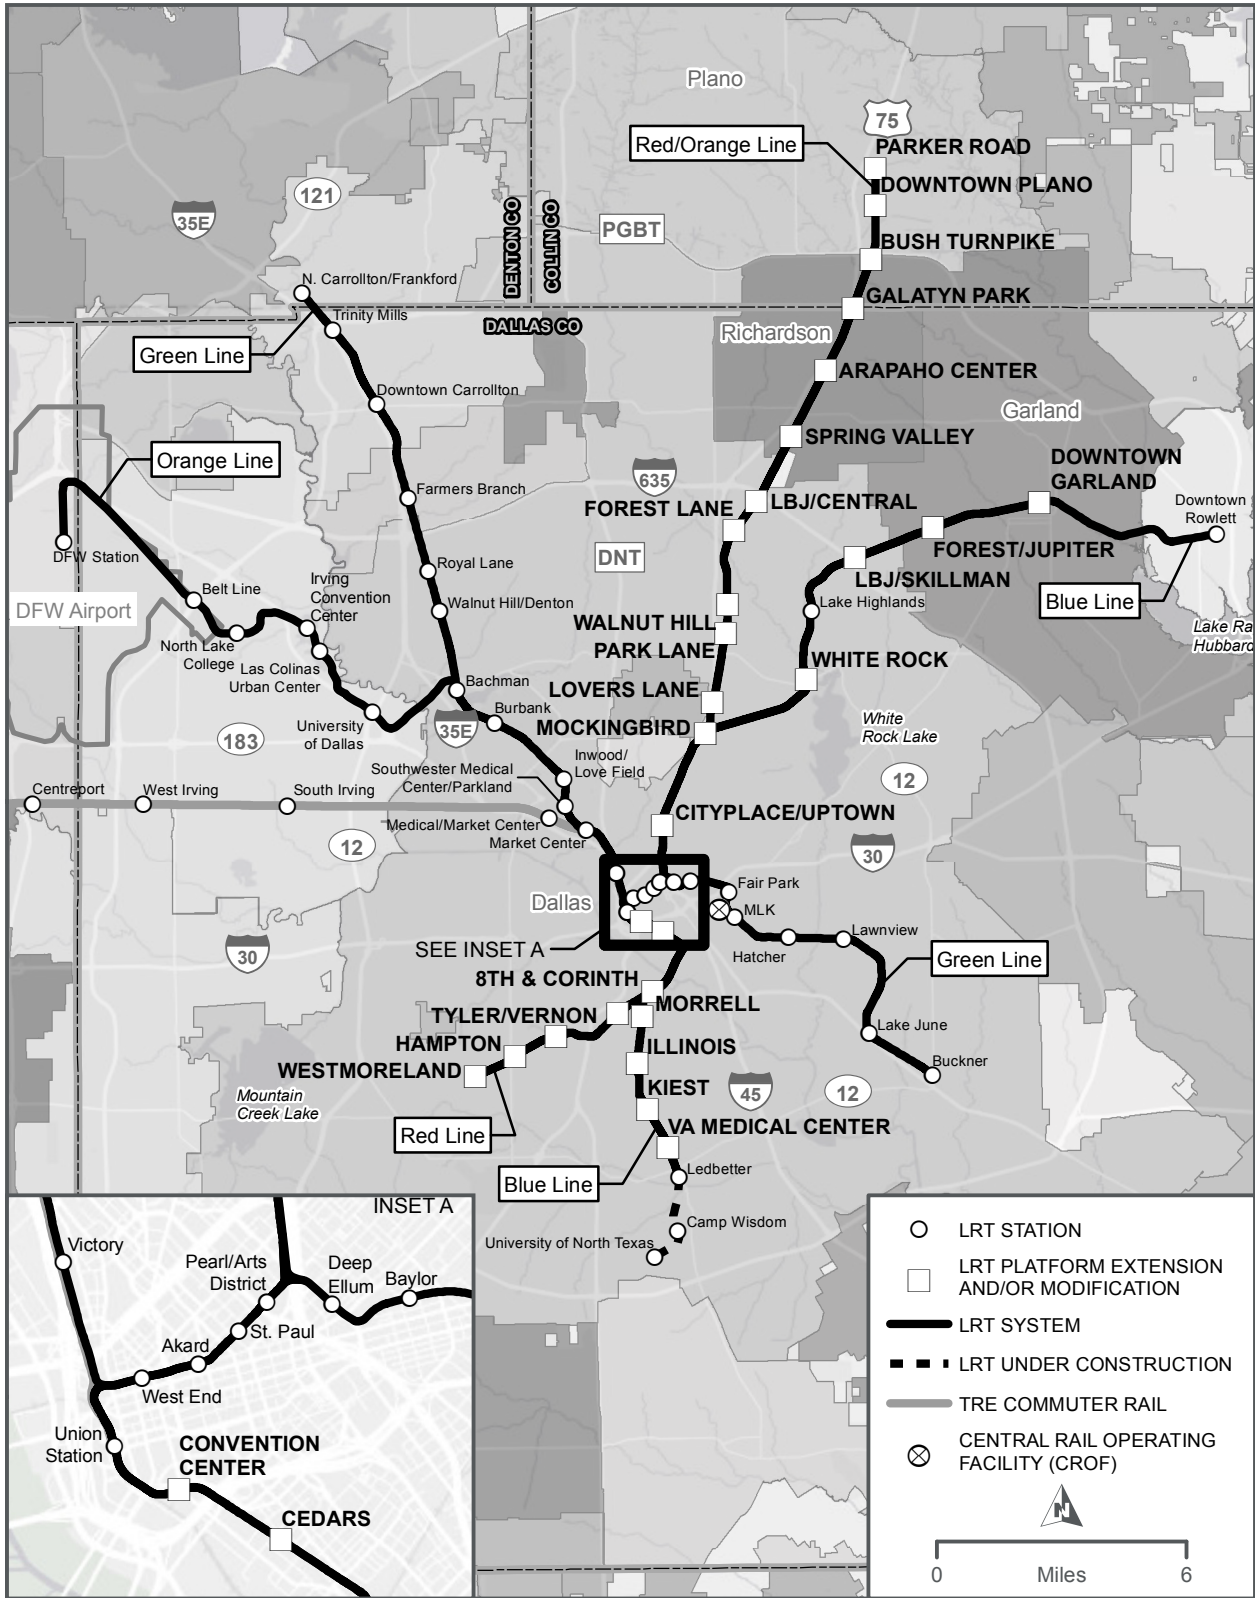 Plano
75
PARKER ROAD
Red/Orange Line
DOWNTOWN PLANO
121
35E
DENTON CO
COLLIN CO
PGBT
BUSH TURNPIKE
N. Carrollton/Frankford
GALATYN PARK
Trinity Mills
DALLAS CO
Richardson
Green Line
ARAPAHO CENTER
Downtown Carrollton
Garland
SPRING VALLEY
Orange Line
DOWNTOWN
GARLAND
635
Farmers Branch
LBJ/CENTRAL
FOREST LANE
Downtown
Rowlett
DFW Station
DNT
FOREST/JUPITER
Royal Lane
LBJ/SKILLMAN
Belt Line
Irving
Convention
Center
Walnut Hill/Denton
Lake Highlands
Blue Line
DFW Airport
WALNUT HILL
Lake Ra
Hubbard
North Lake
College
PARK LANE
Las Colinas
Urban Center
WHITE ROCK
Bachman
LOVERS LANE
Burbank
University
of Dallas
183
35E
MOCKINGBIRD
White
Rock Lake
Inwood/
Love Field
Southwester Medical
Center/Parkland
12
Centreport
West Irving
South Irving
CITYPLACE/UPTOWN
Medical/Market Center
Market Center
12
30
Fair Park
Dallas
MLK
Lawnview
SEE INSET A
30
Hatcher
Green Line
8TH & CORINTH
MORRELL
TYLER/VERNON
Lake June
HAMPTON
ILLINOIS
WESTMORELAND
Buckner
KIEST
45
12
Mountain
Creek Lake
VA MEDICAL CENTER
Red Line
Ledbetter
Blue Line
Camp Wisdom
University of North Texas
INSET A
Victory
Pearl/Arts
District
Deep
Ellum
Baylor
St. Paul
Akard
West End
Union
Station
CONVENTION
CENTER
CEDARS
LRT STATION
LRT PLATFORM EXTENSION
AND/OR MODIFICATION
LRT SYSTEM
LRT UNDER CONSTRUCTION
TRE COMMUTER RAIL
CENTRAL RAIL OPERATING
FACILITY (CROF)
N
0 Miles 6